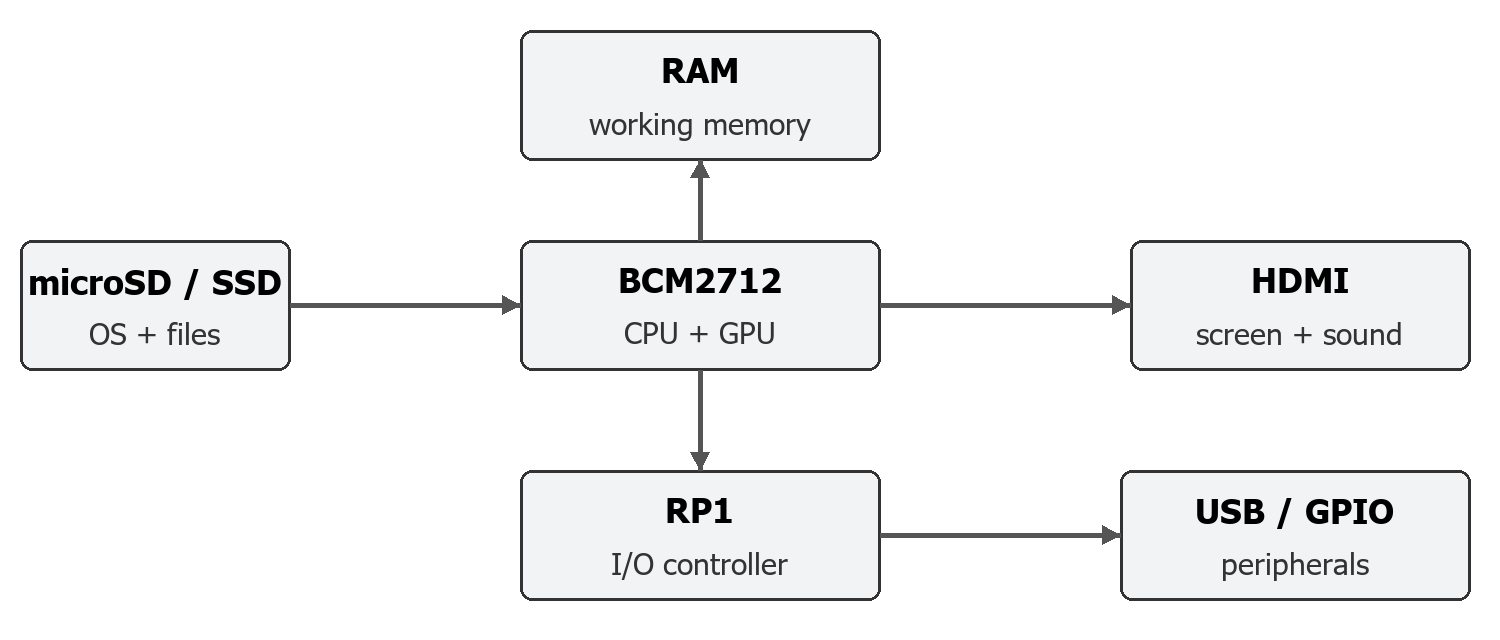 RAM
working memory
microSD / SSD
OS + files
BCM2712
CPU + GPU
HDMI
screen + sound
RP1
I/O controller
USB / GPIO
peripherals